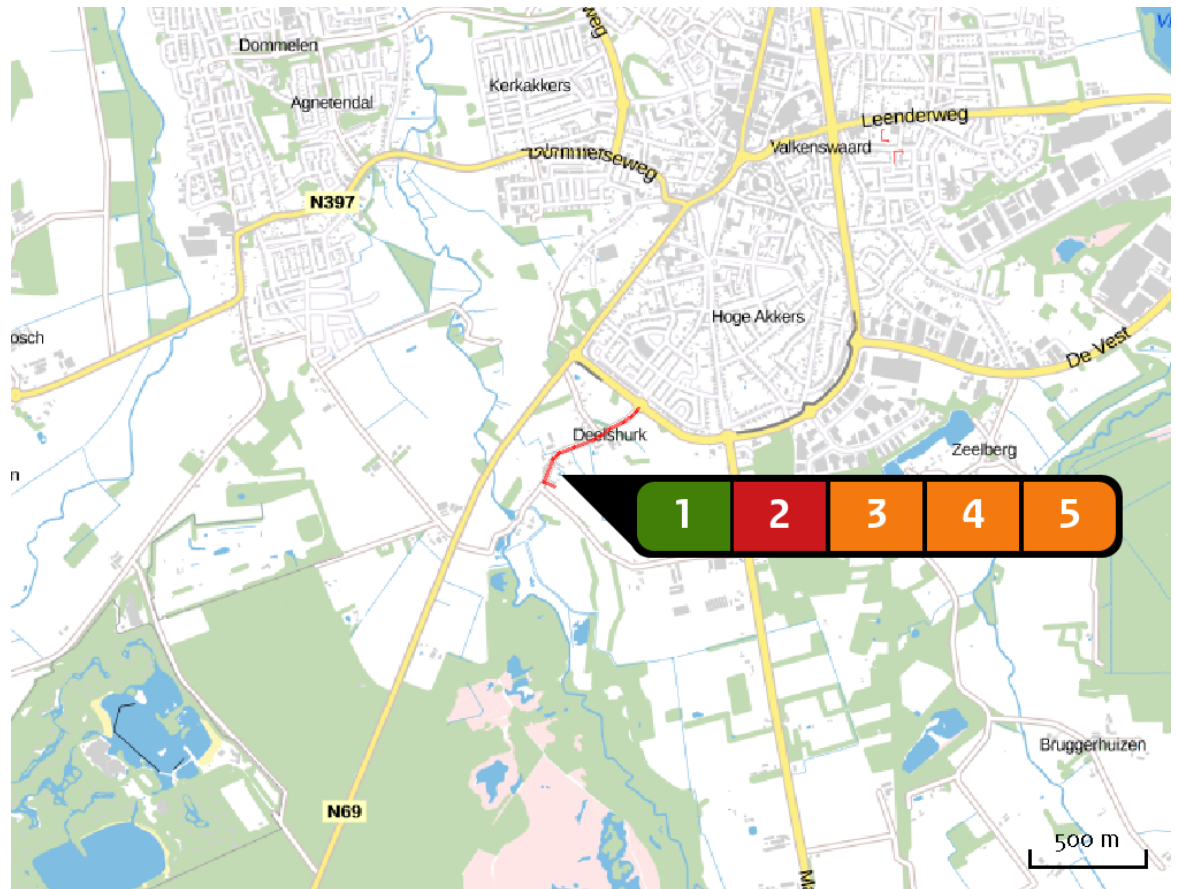 Dommelen
Kerkakkers
Agnetendal
Leenderweg
Valkenswaard
Dommelseweg
N397
Hoge Akkers
De Vest
Deelshurk
Zeelberg
1 2 3 4 5
Bruggerhuizen
N69
500 m